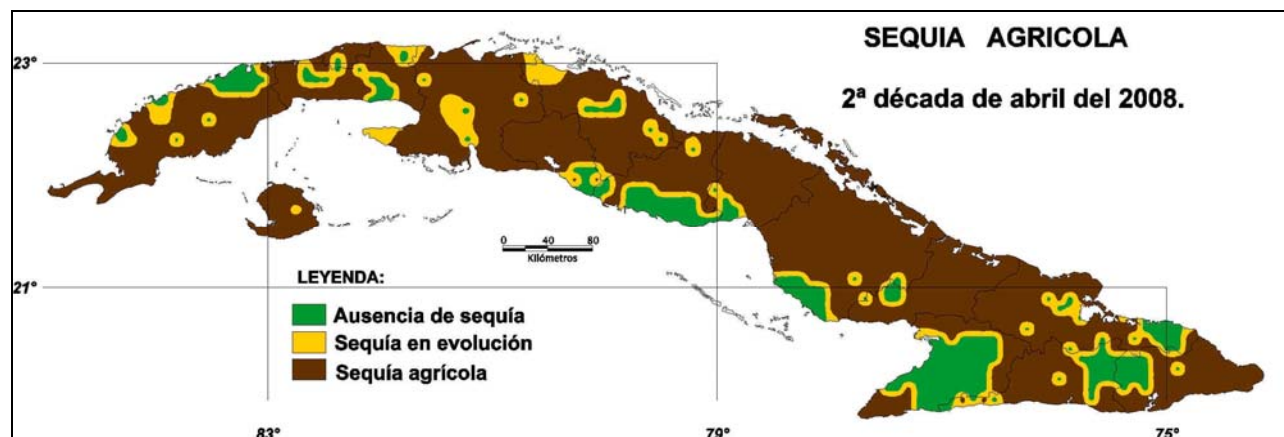 SEQUIA AGRICOLA
23°
2ª década de abril del 2008.
0 40 80
Kilómetros
LEYENDA:
21°
Ausencia de sequía
Sequía en evolución
Sequía agrícola
83° 79° 75°